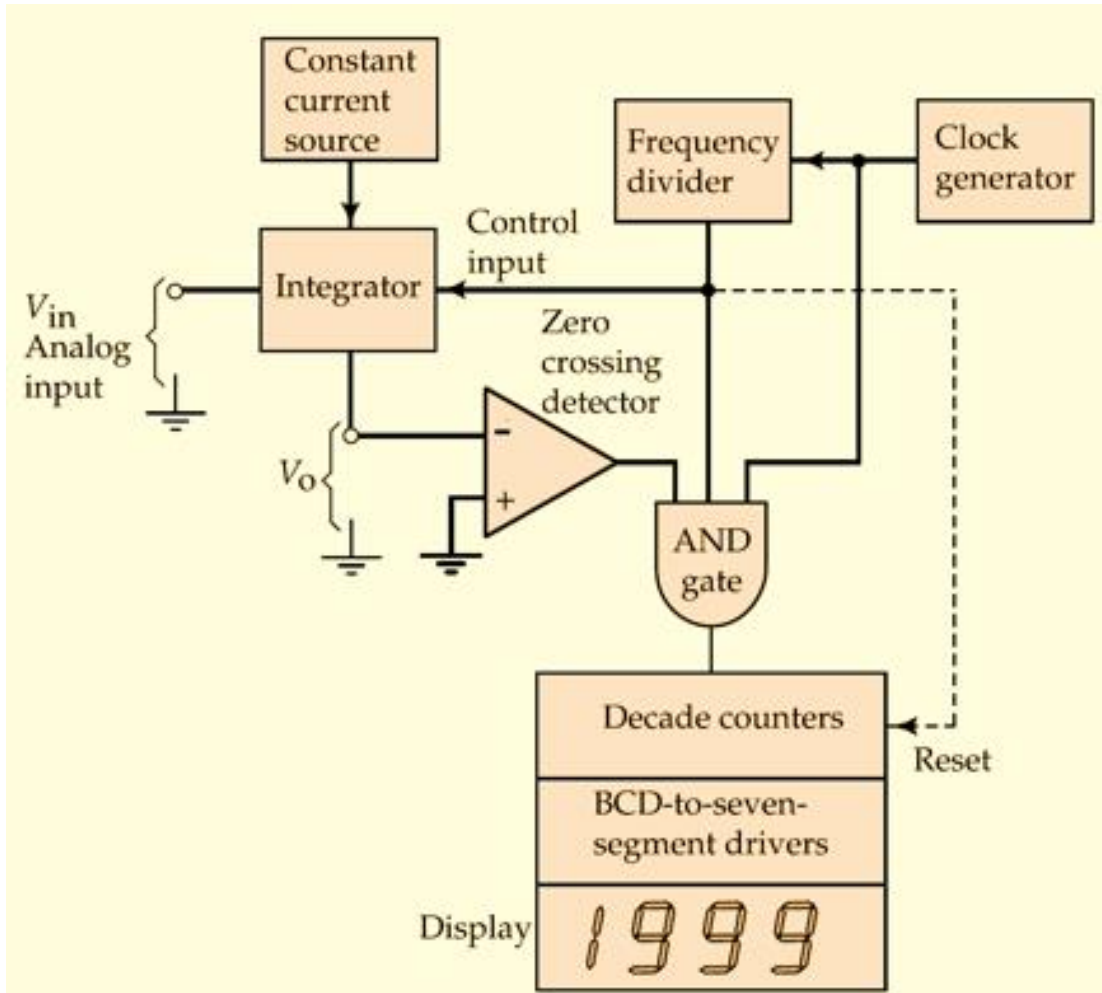 Constant
current
source
Frequency
divider
Clock
generator
Control
input
Integrator
Vin
Analog
input
Zero
crossing
detector
-
Vo
+
AND
gate
Decade counters
Reset
BCD-to-seven-
segment drivers
Display
1999